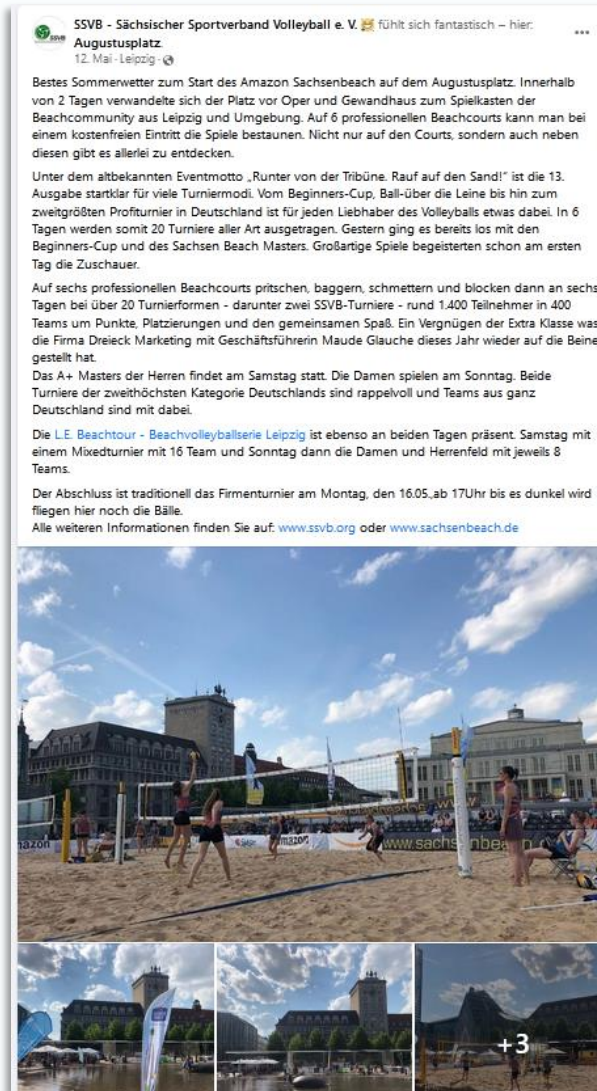 SSVB - Sächsischer Sportverband Volleyball e. V. fühlt sich fantastisch – hier:
Augustusplatz.
12. Mai · Leipzig ·
Bestes Sommerwetter zum Start des Amazon Sachsenbeach auf dem Augustusplatz. Innerhalb
von 2 Tagen verwandelte sich der Platz vor Oper und Gewandhaus zum Spielkasten der
Beachcommunity aus Leipzig und Umgebung. Auf 6 professionellen Beachcourts kann man bei
einem kostenfreien Eintritt die Spiele bestaunen. Nicht nur auf den Courts, sondern auch neben
diesen gibt es allerlei zu entdecken.
Unter dem altbekannten Eventmotto „Runter von der Tribüne. Rauf auf den Sand!“ ist die 13.
Ausgabe startklar für viele Turniermodi. Vom Beginners-Cup, Ball-über die Leine bis hin zum
zweitgrößten Profiturnier in Deutschland ist für jeden Liebhaber des Volleyballs etwas dabei. In 6
Tagen werden somit 20 Turniere aller Art ausgetragen. Gestern ging es bereits los mit den
Beginners-Cup und des Sachsen Beach Masters. Großartige Spiele begeisterten schon am ersten
Tag die Zuschauer.
Auf sechs professionellen Beachcourts pritschen, baggern, schmettern und blocken dann an sechs
Tagen bei über 20 Turnierformen - darunter zwei SSVB-Turniere - rund 1.400 Teilnehmer in 400
Teams um Punkte, Platzierungen und den gemeinsamen Spaß. Ein Vergnügen der Extra Klasse was
die Firma Dreieck Marketing mit Geschäftsführerin Maude Glauche dieses Jahr wieder auf die Beine
gestellt hat.
Das A+ Masters der Herren findet am Samstag statt. Die Damen spielen am Sonntag. Beide
Turniere der zweithöchsten Kategorie Deutschlands sind rappelvoll und Teams aus ganz
Deutschland sind mit dabei.
Die L.E. Beachtour - Beachvolleyballserie Leipzig ist ebenso an beiden Tagen präsent. Samstag mit
einem Mixedturnier mit 16 Team und Sonntag dann die Damen und Herrenfeld mit jeweils 8
Teams.
Der Abschluss ist traditionell das Firmenturnier am Montag, den 16.05.,ab 17Uhr bis es dunkel wird
fliegen hier noch die Bälle.
Alle weiteren Informationen finden Sie auf: www.ssvb.org oder www.sachsenbeach.de
mazon
www.sachsenbea
+3